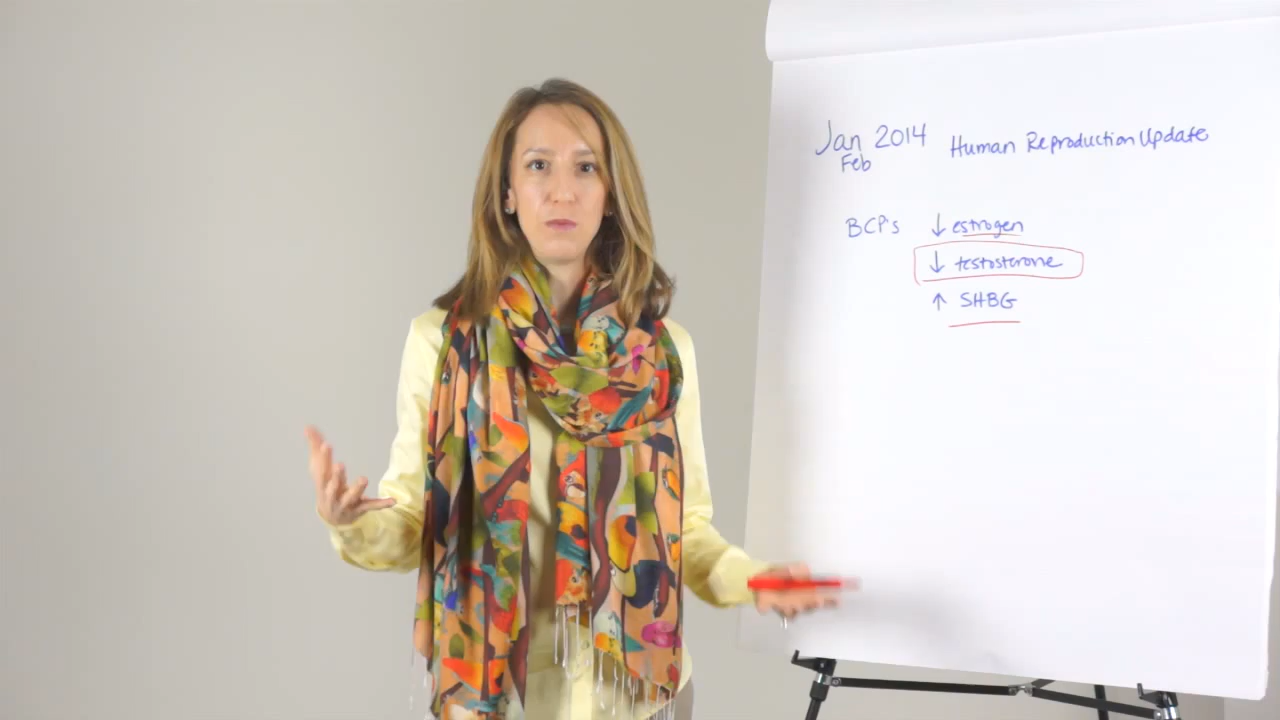 Jan 2014 Human Reproduction Update
Feb
BCP's ↓ estrogen
↓ testosterone
↑ SHBG